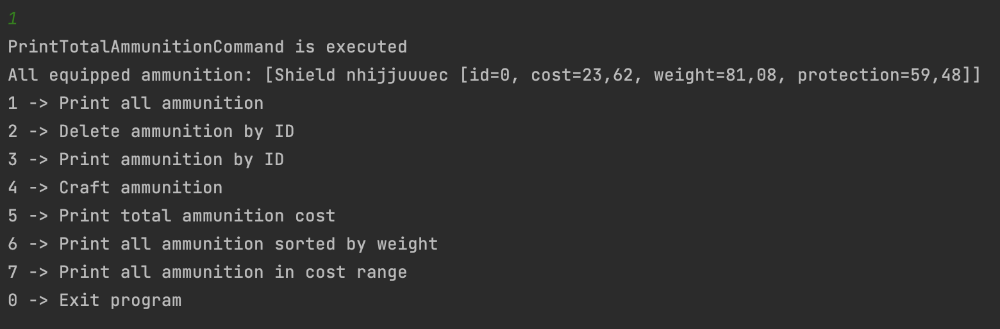 1
PrintTotalAmmunitionCommand is executed
All equipped ammunition: [Shield nhijjuuuec [id=0, cost=23,62, weight=81,08, protection=59,48]]
1 -> Print all ammunition
2 -> Delete ammunition by ID
3 -> Print ammunition by ID
4 -> Craft ammunition
5 -> Print total ammunition cost
6 -> Print all ammunition sorted by weight
7 -> Print all ammunition in cost range
0 -> Exit program